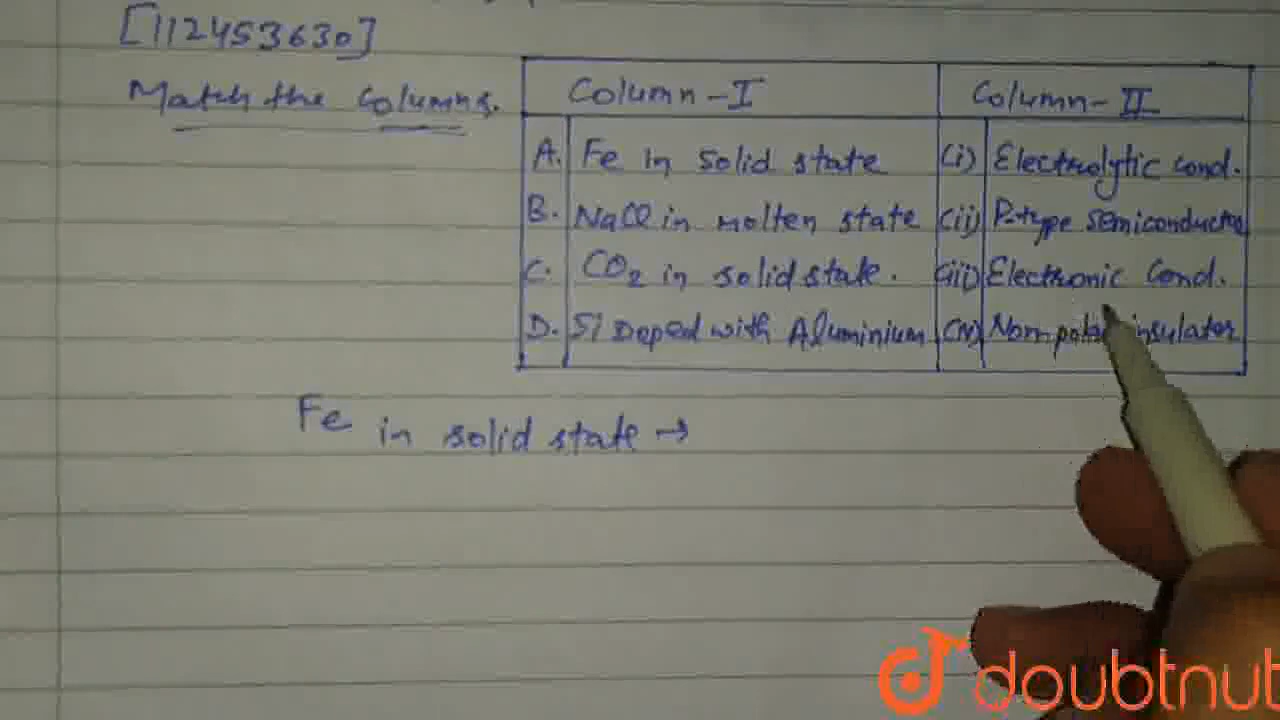 [112453630]
Match the Columns.
Column-I Column-II
A. Fe in solid state (i) Electrolytic cond.
B. NaCl in molten state (ii) P-type semiconductor
C. CO2 in solid state. (iii) Electronic Cond.
D. Si Doped with Aluminium (iv) Non polar insulator
Fe in solid state →
doubtnut